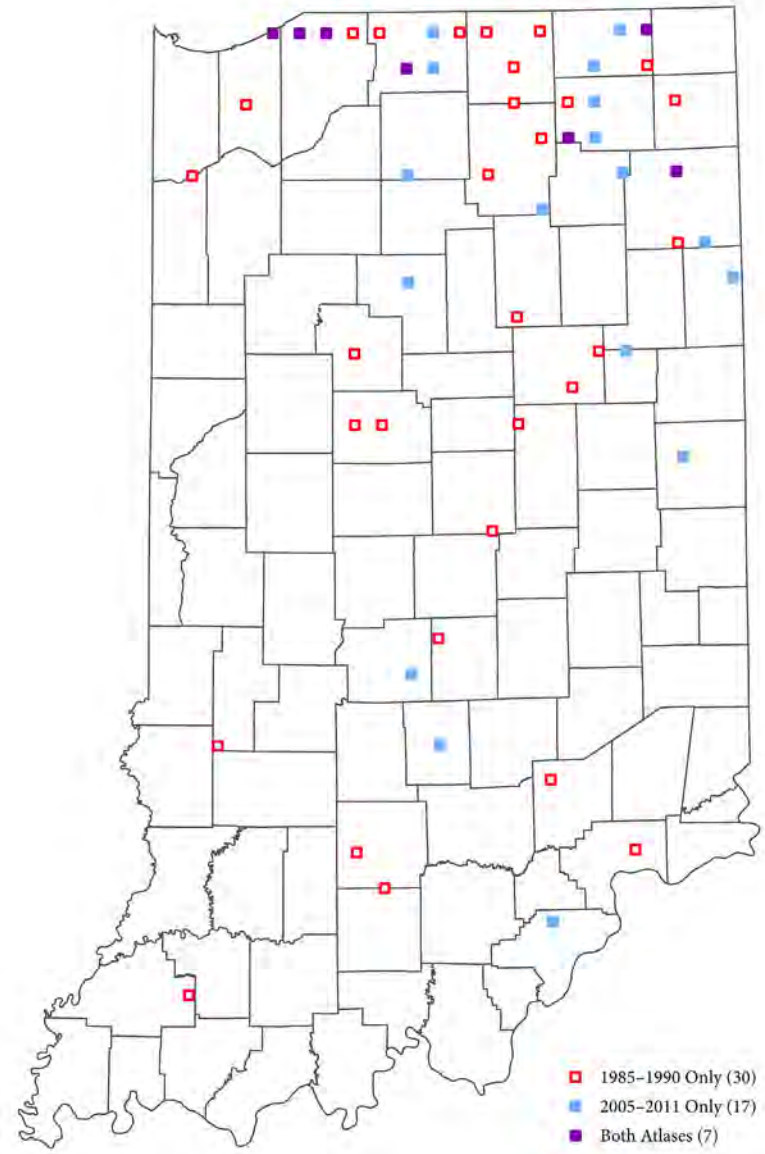 1985–1990 Only (30)
2005–2011 Only (17)
Both Atlases (7)